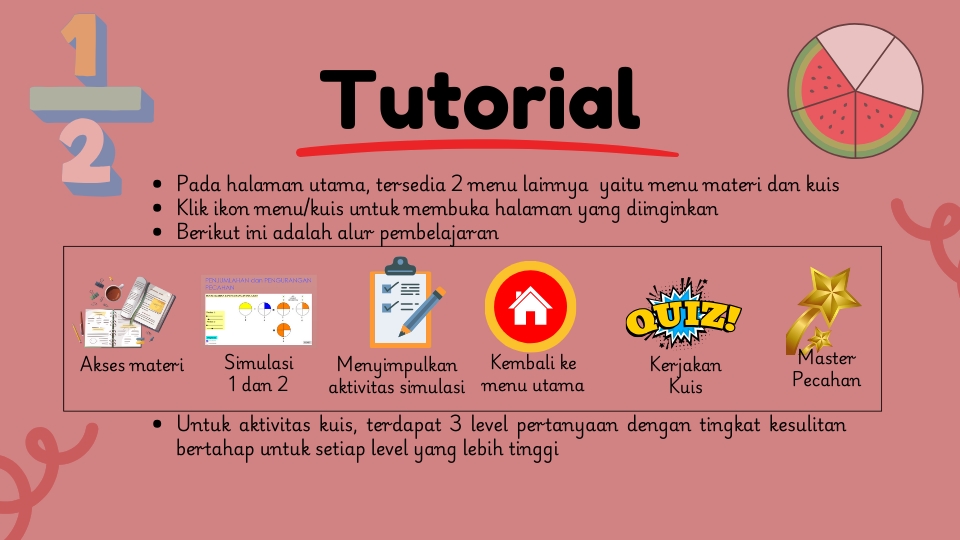 1
2
Tutorial
Pada halaman utama, tersedia 2 menu lainnya yaitu menu materi dan kuis
Klik ikon menu/kuis untuk membuka halaman yang diinginkan
Berikut ini adalah alur pembelajaran
PENJUMLAHAN dan PENGURANGAN
PECAHAN
QUIZ!
Akses materi
Simulasi
1 dan 2
Menyimpulkan
aktivitas simulasi
Kembali ke
menu utama
Kerjakan
Kuis
Master
Pecahan
Untuk aktivitas kuis, terdapat 3 level pertanyaan dengan tingkat kesulitan
bertahap untuk setiap level yang lebih tinggi